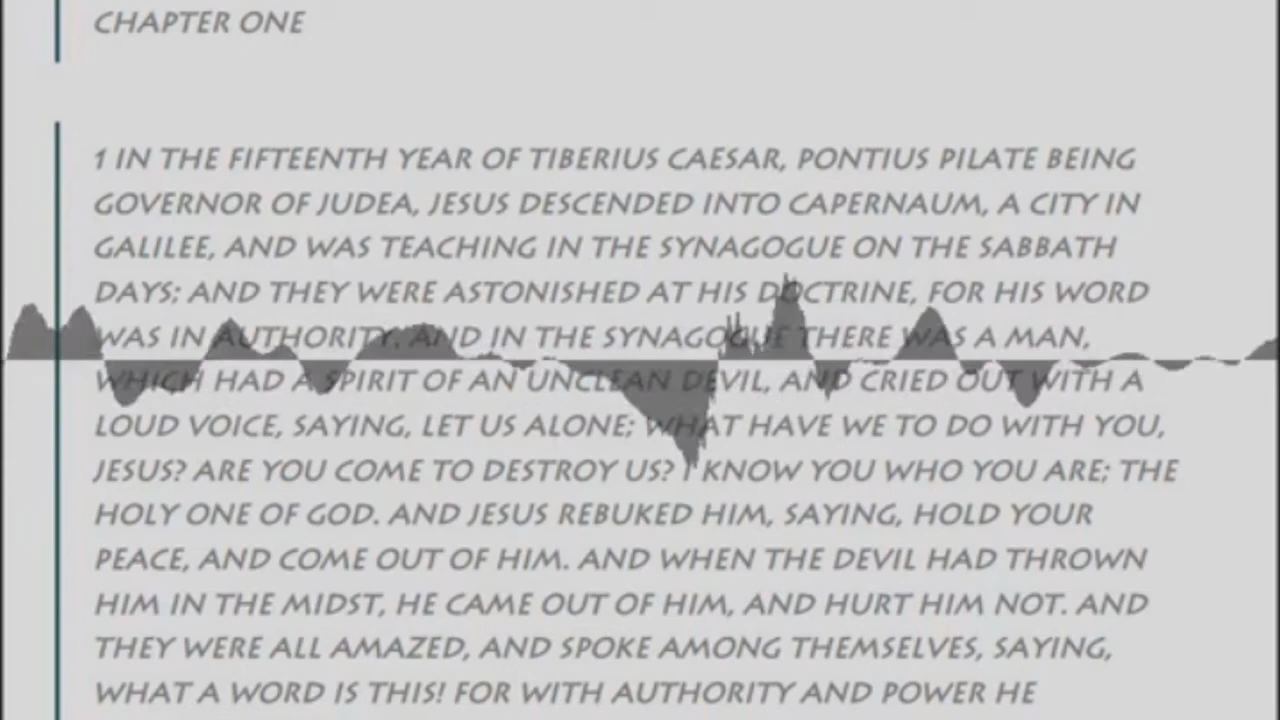 CHAPTER ONE
1 IN THE FIFTEENTH YEAR OF TIBERIUS CAESAR, PONTIUS PILATE BEING
GOVERNOR OF JUDEA, JESUS DESCENDED INTO CAPERNAUM, A CITY IN
GALILEE, AND WAS TEACHING IN THE SYNAGOGUE ON THE SABBATH
DAYS; AND THEY WERE ASTONISHED AT HIS DOCTRINE, FOR HIS WORD
WAS IN AUTHORITY. AND IN THE SYNAGOGUE THERE WAS A MAN,
WHICH HAD A SPIRIT OF AN UNCLEAN DEVIL, AND CRIED OUT WITH A
LOUD VOICE, SAYING, LET US ALONE; WHAT HAVE WE TO DO WITH YOU,
JESUS? ARE YOU COME TO DESTROY US? I KNOW YOU WHO YOU ARE; THE
HOLY ONE OF GOD. AND JESUS REBUKED HIM, SAYING, HOLD YOUR
PEACE, AND COME OUT OF HIM. AND WHEN THE DEVIL HAD THROWN
HIM IN THE MIDST, HE CAME OUT OF HIM, AND HURT HIM NOT. AND
THEY WERE ALL AMAZED, AND SPOKE AMONG THEMSELVES, SAYING,
WHAT A WORD IS THIS! FOR WITH AUTHORITY AND POWER HE